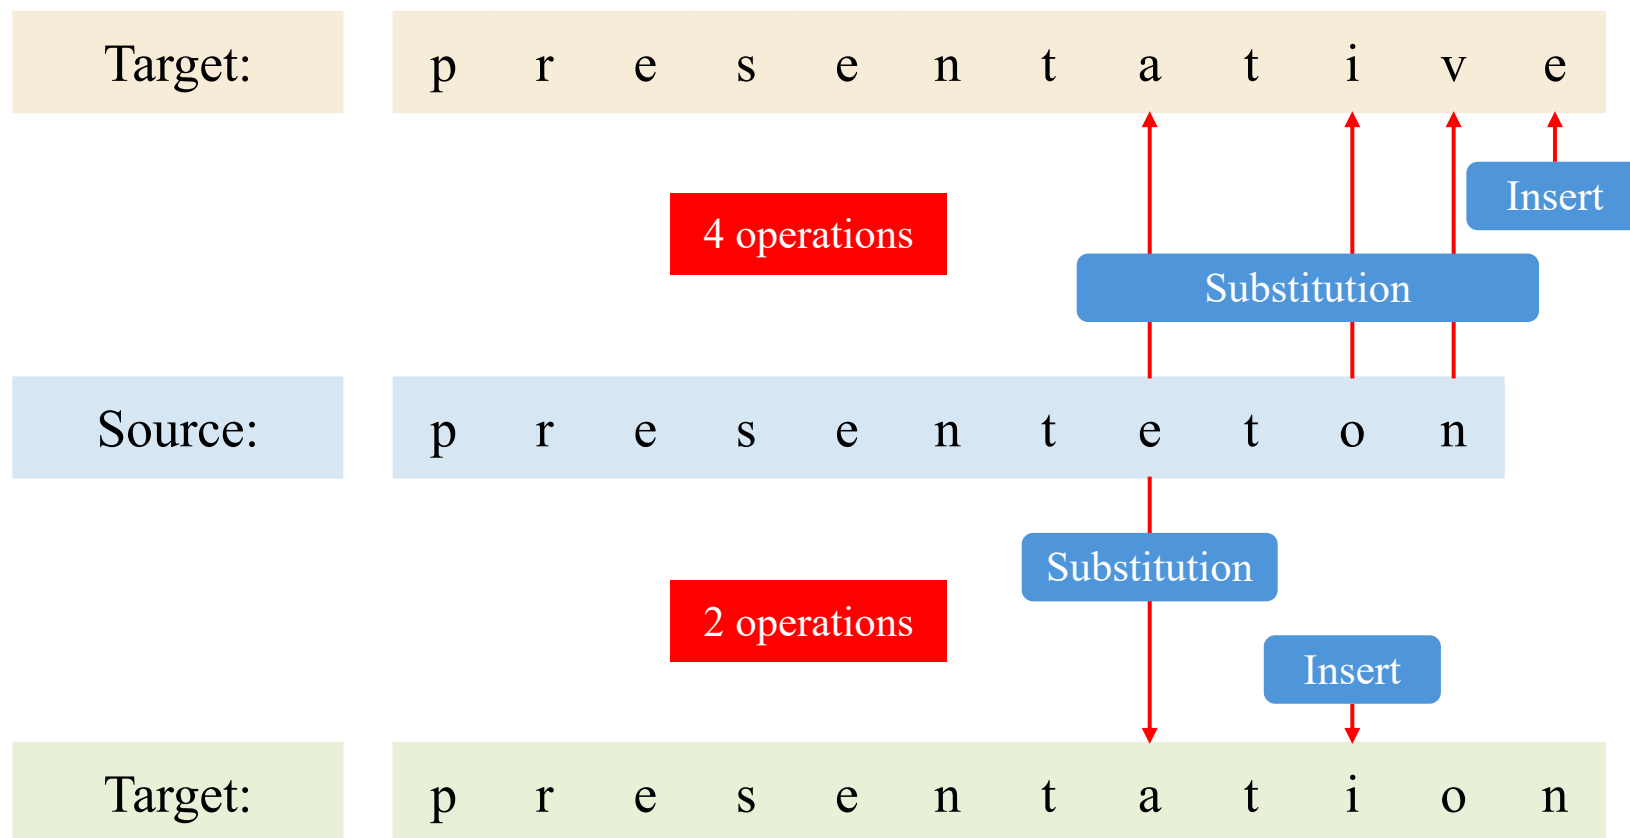 Target: p r e s e n t a t i v e
Insert
4 operations
Substitution
Source: p r e s e n t e t o n
Substitution
2 operations
Insert
Target: p r e s e n t a t i o n